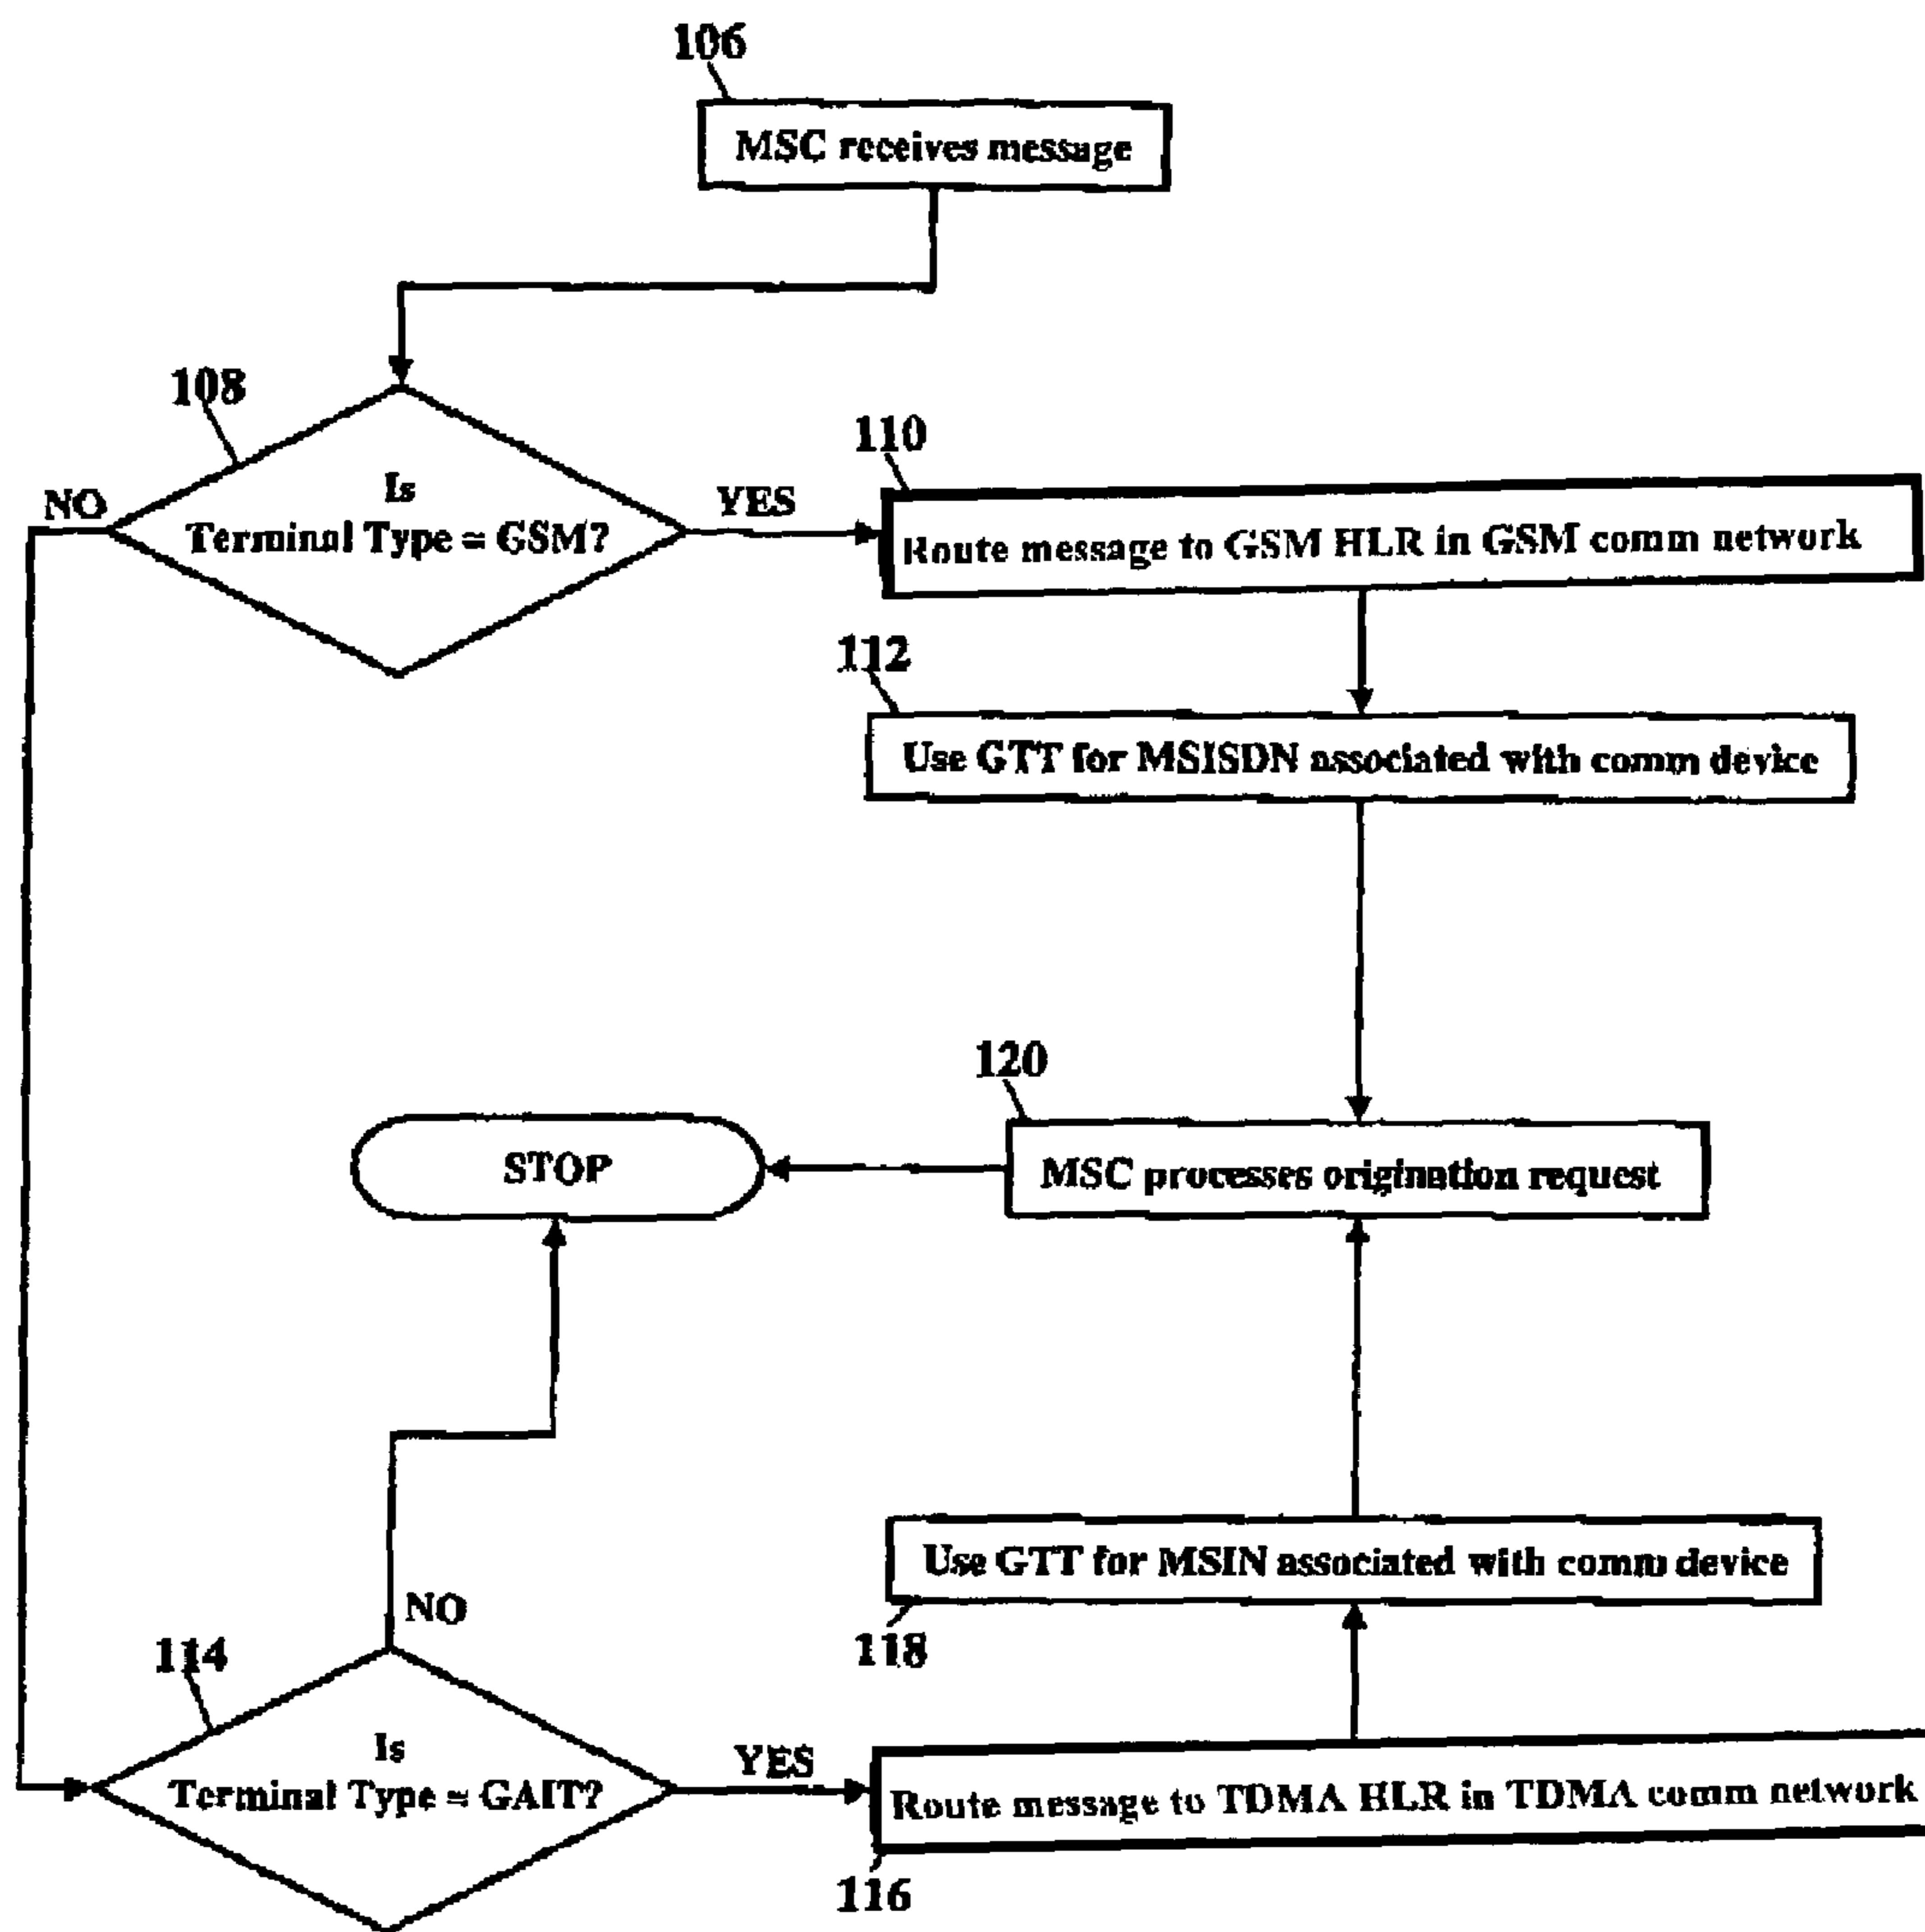 106
MSC receives message
108
Is
Terminal Type = GSM?
NO
YES
110
Route message to GSM HLR in GSM comm network
112
Use GTT for MSISDN associated with comm device
120
MSC processes origination request
STOP
118
Use GTT for MSIN associated with comm device
NO
114
Is
Terminal Type = GAIT?
YES
Route message to TDMA HLR in TDMA comm network
116